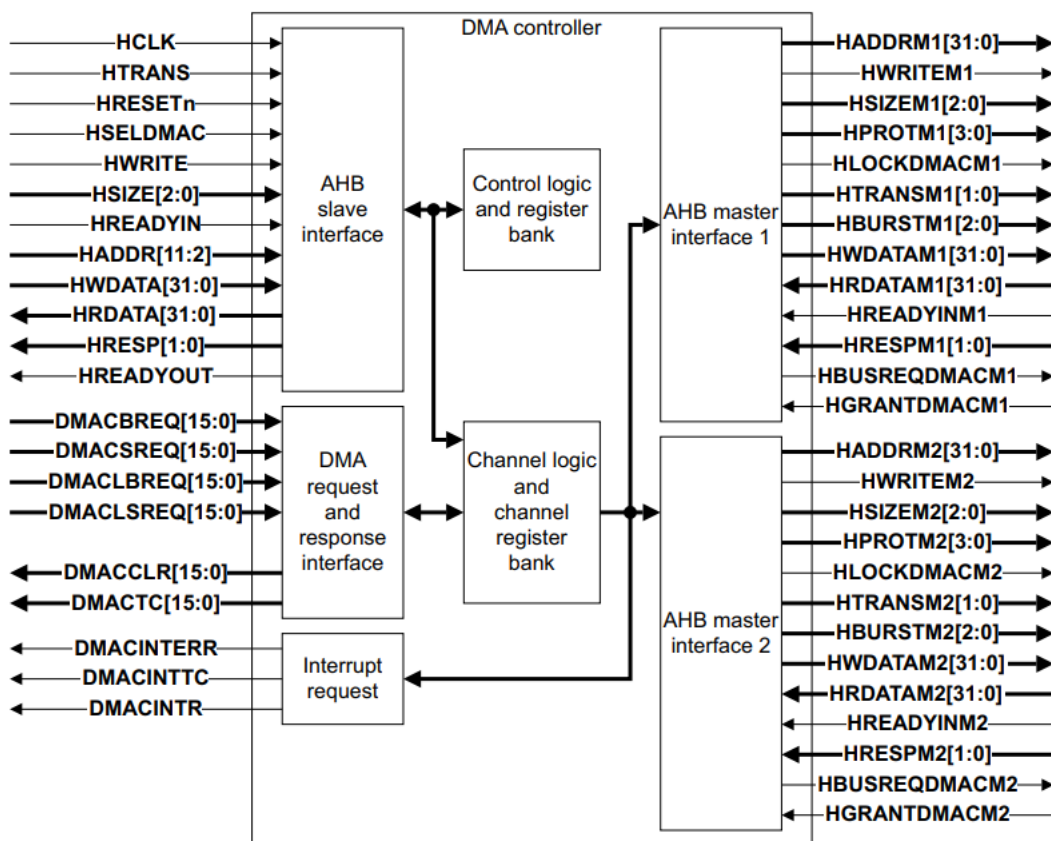 DMA controller
HCLK
HTRANS
HRESETn
HSELDMAC
HWRITE
HSIZE[2:0]
HREADYIN
HADDR[11:2]
HWDATA[31:0]
HRDATA[31:0]
HRESP[1:0]
HREADYOUT
DMACBREQ[15:0]
DMACSREQ[15:0]
DMACLBREQ[15:0]
DMACLSREQ[15:0]
DMACCLR[15:0]
DMACTC[15:0]
DMACINTERR
DMACINTTC
DMACINTR
AHB
slave
interface
DMA
request
and
response
interface
Interrupt
request
Control logic
and register
bank
Channel logic
and
channel
register
bank
AHB master
interface 1
AHB master
interface 2
HADDRM1[31:0]
HWRITEM1
HSIZEM1[2:0]
HPROTM1[3:0]
HLOCKDMACM1
HTRANSM1[1:0]
HBURSTM1[2:0]
HWDATAM1[31:0]
HRDATAM1[31:0]
HREADYINM1
HRESPM1[1:0]
HBUSREQDMACM1
HGRANTDMACM1
HADDRM2[31:0]
HWRITEM2
HSIZEM2[2:0]
HPROTM2[3:0]
HLOCKDMACM2
HTRANSM2[1:0]
HBURSTM2[2:0]
HWDATAM2[31:0]
HRDATAM2[31:0]
HREADYINM2
HRESPM2[1:0]
HBUSREQDMACM2
HGRANTDMACM2